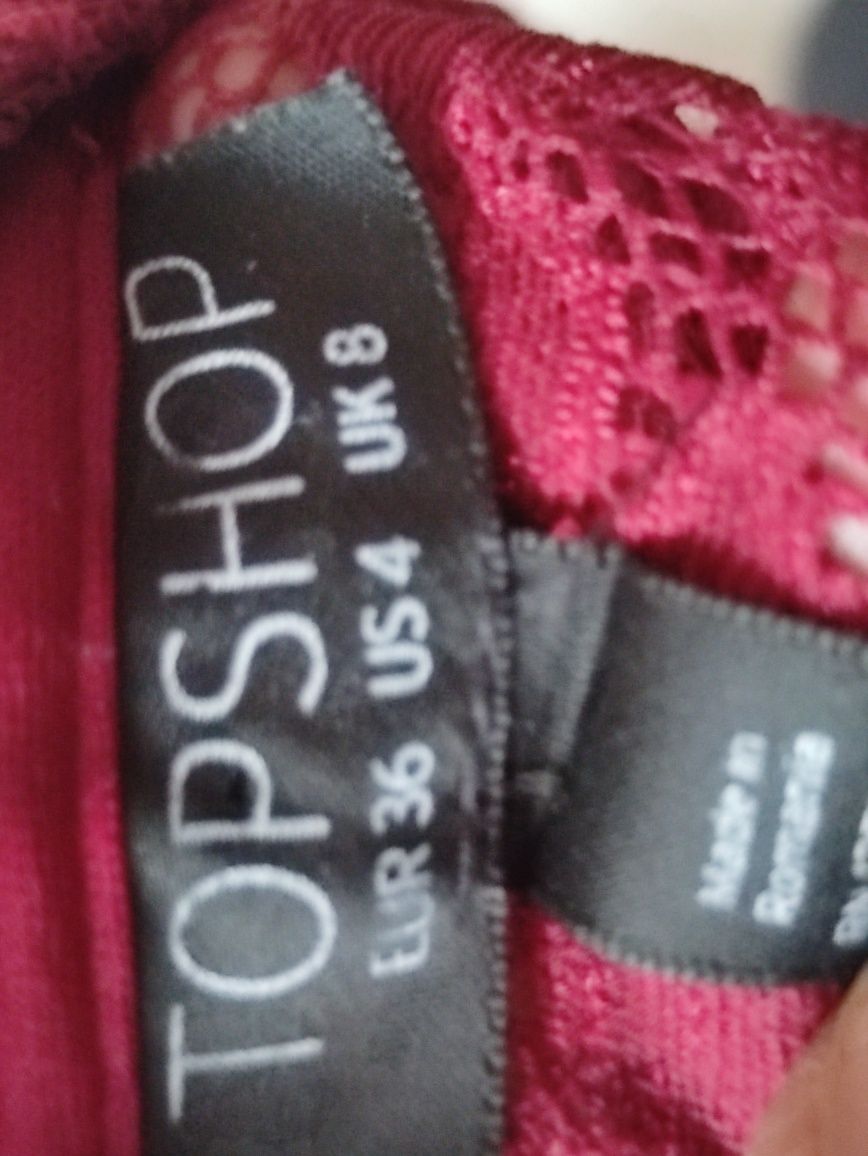 TOPSHOP
EUR 36 US 4 UK 8
Made in
Romania